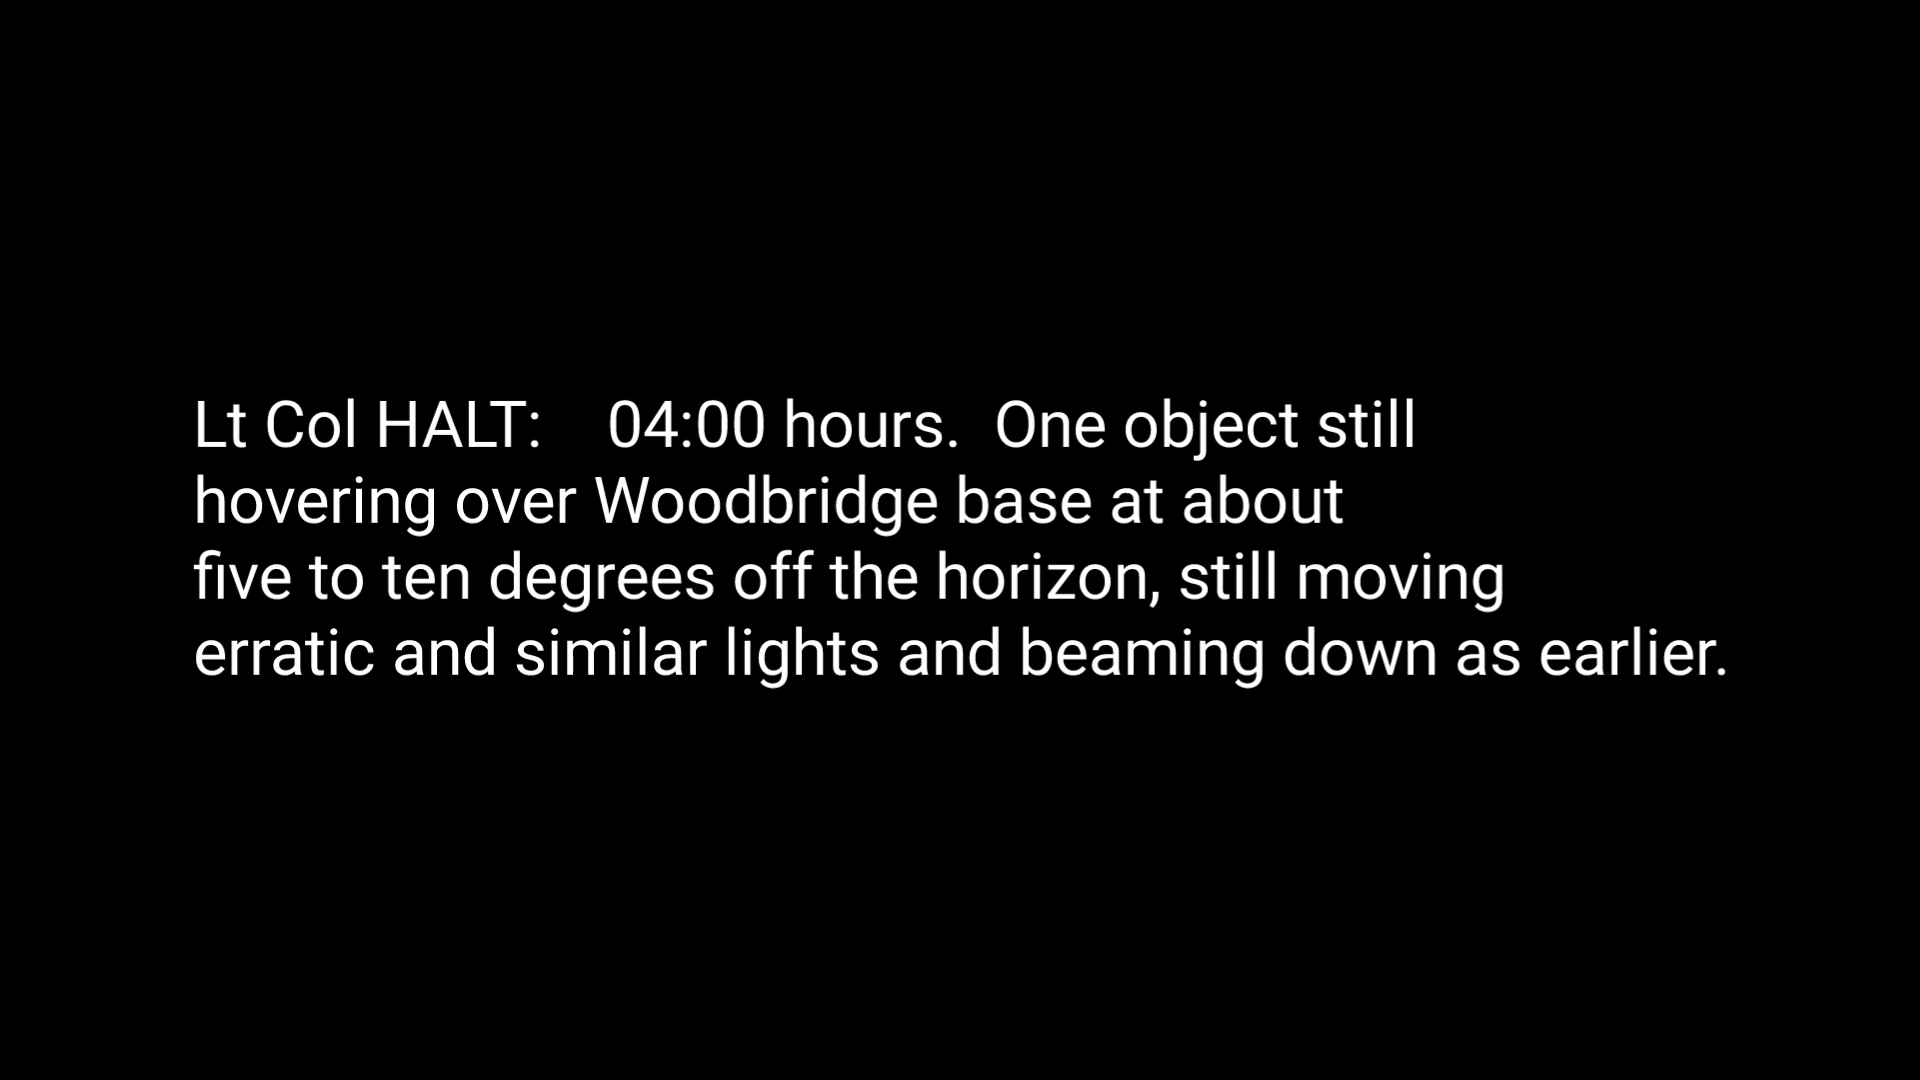 Lt Col HALT:    04:00 hours.  One object still
hovering over Woodbridge base at about
five to ten degrees off the horizon, still moving
erratic and similar lights and beaming down as earlier.